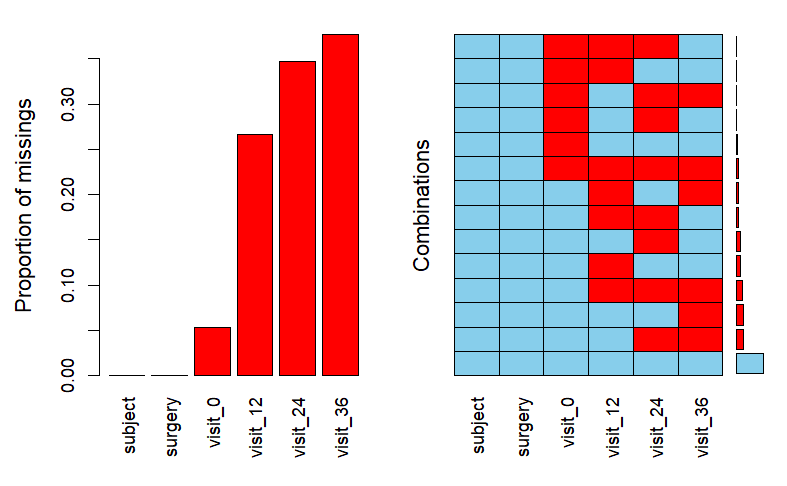 Proportion of missings
0.30
0.20
0.10
0.00
subject
surgery
visit_0
visit_12
visit_24
visit_36
Combinations
subject
surgery
visit_0
visit_12
visit_24
visit_36